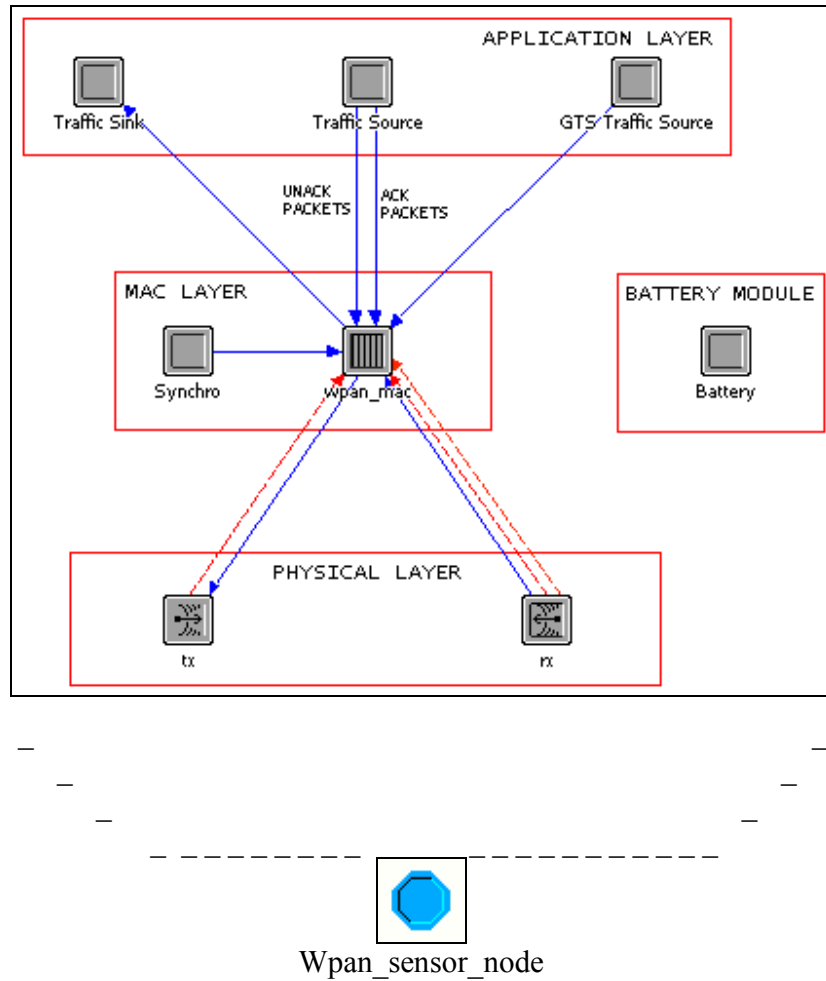 APPLICATION LAYER
Traffic Sink
Traffic Source
GTS Traffic Source
UNACK
PACKETS
ACK
PACKETS
MAC LAYER
BATTERY MODULE
Synchro
wpan_mac
Battery
PHYSICAL LAYER
tx
rx
Wpan_sensor_node